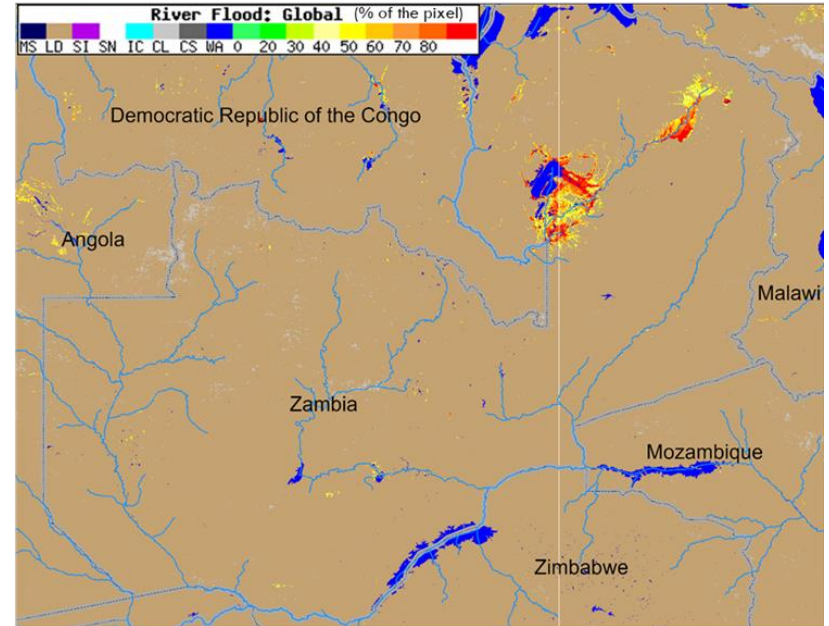 River Flood: Global (% of the pixel)
MS LD SI SN IC CL CS WA 0 20 30 40 50 60 70 80
Democratic Republic of the Congo
Angola
Malawi
Zambia
Mozambique
Zimbabwe